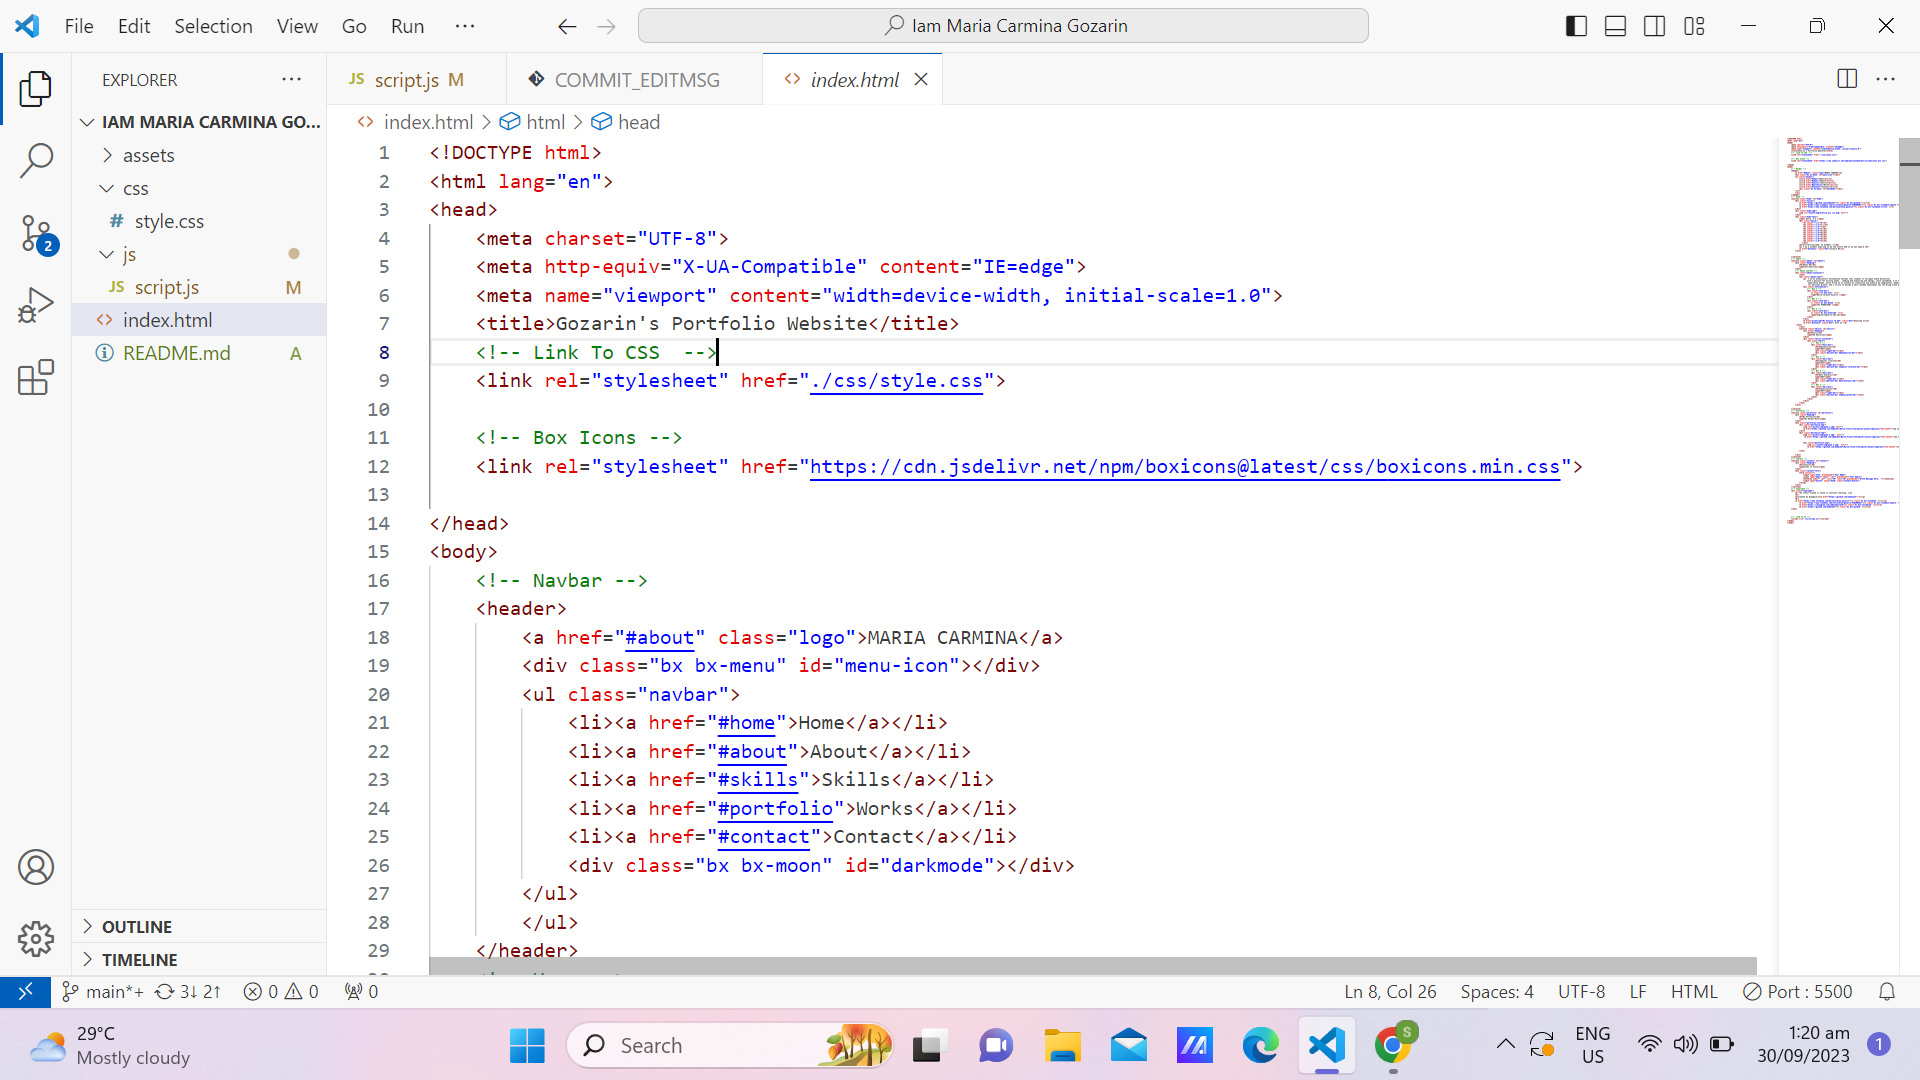 File Edit Selection View Go Run ··· Iam Maria Carmina Gozarin
EXPLORER ···
IAM MARIA CARMINA GO...
assets
css
# style.css
js
JS script.js M
<> index.html
README.md A
2
OUTLINE
TIMELINE
JS script.js M COMMIT_EDITMSG <> index.html
<> index.html > html > head
1 <!DOCTYPE html>
2 <html lang="en">
3 <head>
4 <meta charset="UTF-8">
5 <meta http-equiv="X-UA-Compatible" content="IE=edge">
6 <meta name="viewport" content="width=device-width, initial-scale=1.0">
7 <title>Gozarin's Portfolio Website</title>
8 <!-- Link To CSS  -->
9 <link rel="stylesheet" href="./css/style.css">
10
11 <!-- Box Icons -->
12 <link rel="stylesheet" href="https://cdn.jsdelivr.net/npm/boxicons@latest/css/boxicons.min.css">
13
14 </head>
15 <body>
16 <!-- Navbar -->
17 <header>
18 <a href="#about" class="logo">MARIA CARMINA</a>
19 <div class="bx bx-menu" id="menu-icon"></div>
20 <ul class="navbar">
21 <li><a href="#home">Home</a></li>
22 <li><a href="#about">About</a></li>
23 <li><a href="#skills">Skills</a></li>
24 <li><a href="#portfolio">Works</a></li>
25 <li><a href="#contact">Contact</a></li>
26 <div class="bx bx-moon" id="darkmode"></div>
27 </ul>
28 </ul>
29 </header>
main*+ 3↓ 2↑ 0 0 0 Ln 8, Col 26 Spaces: 4 UTF-8 LF HTML Port : 5500
29°C
Mostly cloudy
Search
S
ENG
US
1:20 am
30/09/2023
1